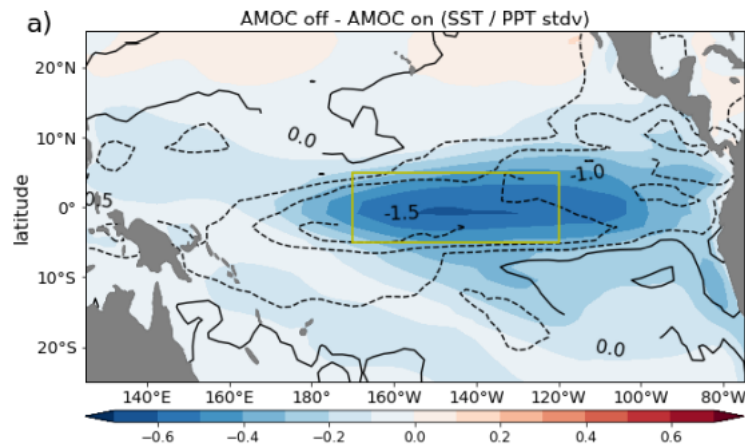 a)
AMOC off - AMOC on (SST / PPT stdv)
20°N
10°N
0°
10°S
20°S
latitude
0.0
-1.0
-1.5
0.5
0.0
140°E 160°E 180° 160°W 140°W 120°W 100°W 80°W
−0.6 −0.4 −0.2 0.0 0.2 0.4 0.6